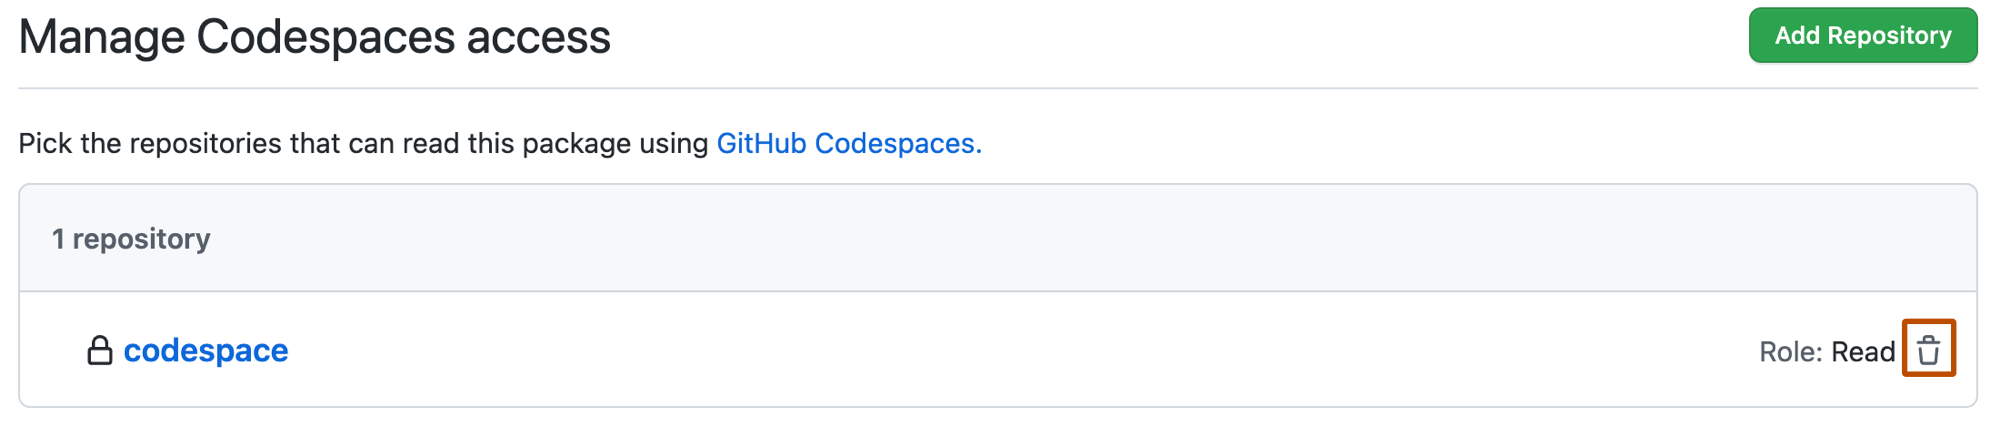 Manage Codespaces access
Add Repository
Pick the repositories that can read this package using GitHub Codespaces.
1 repository
codespace
Role: Read